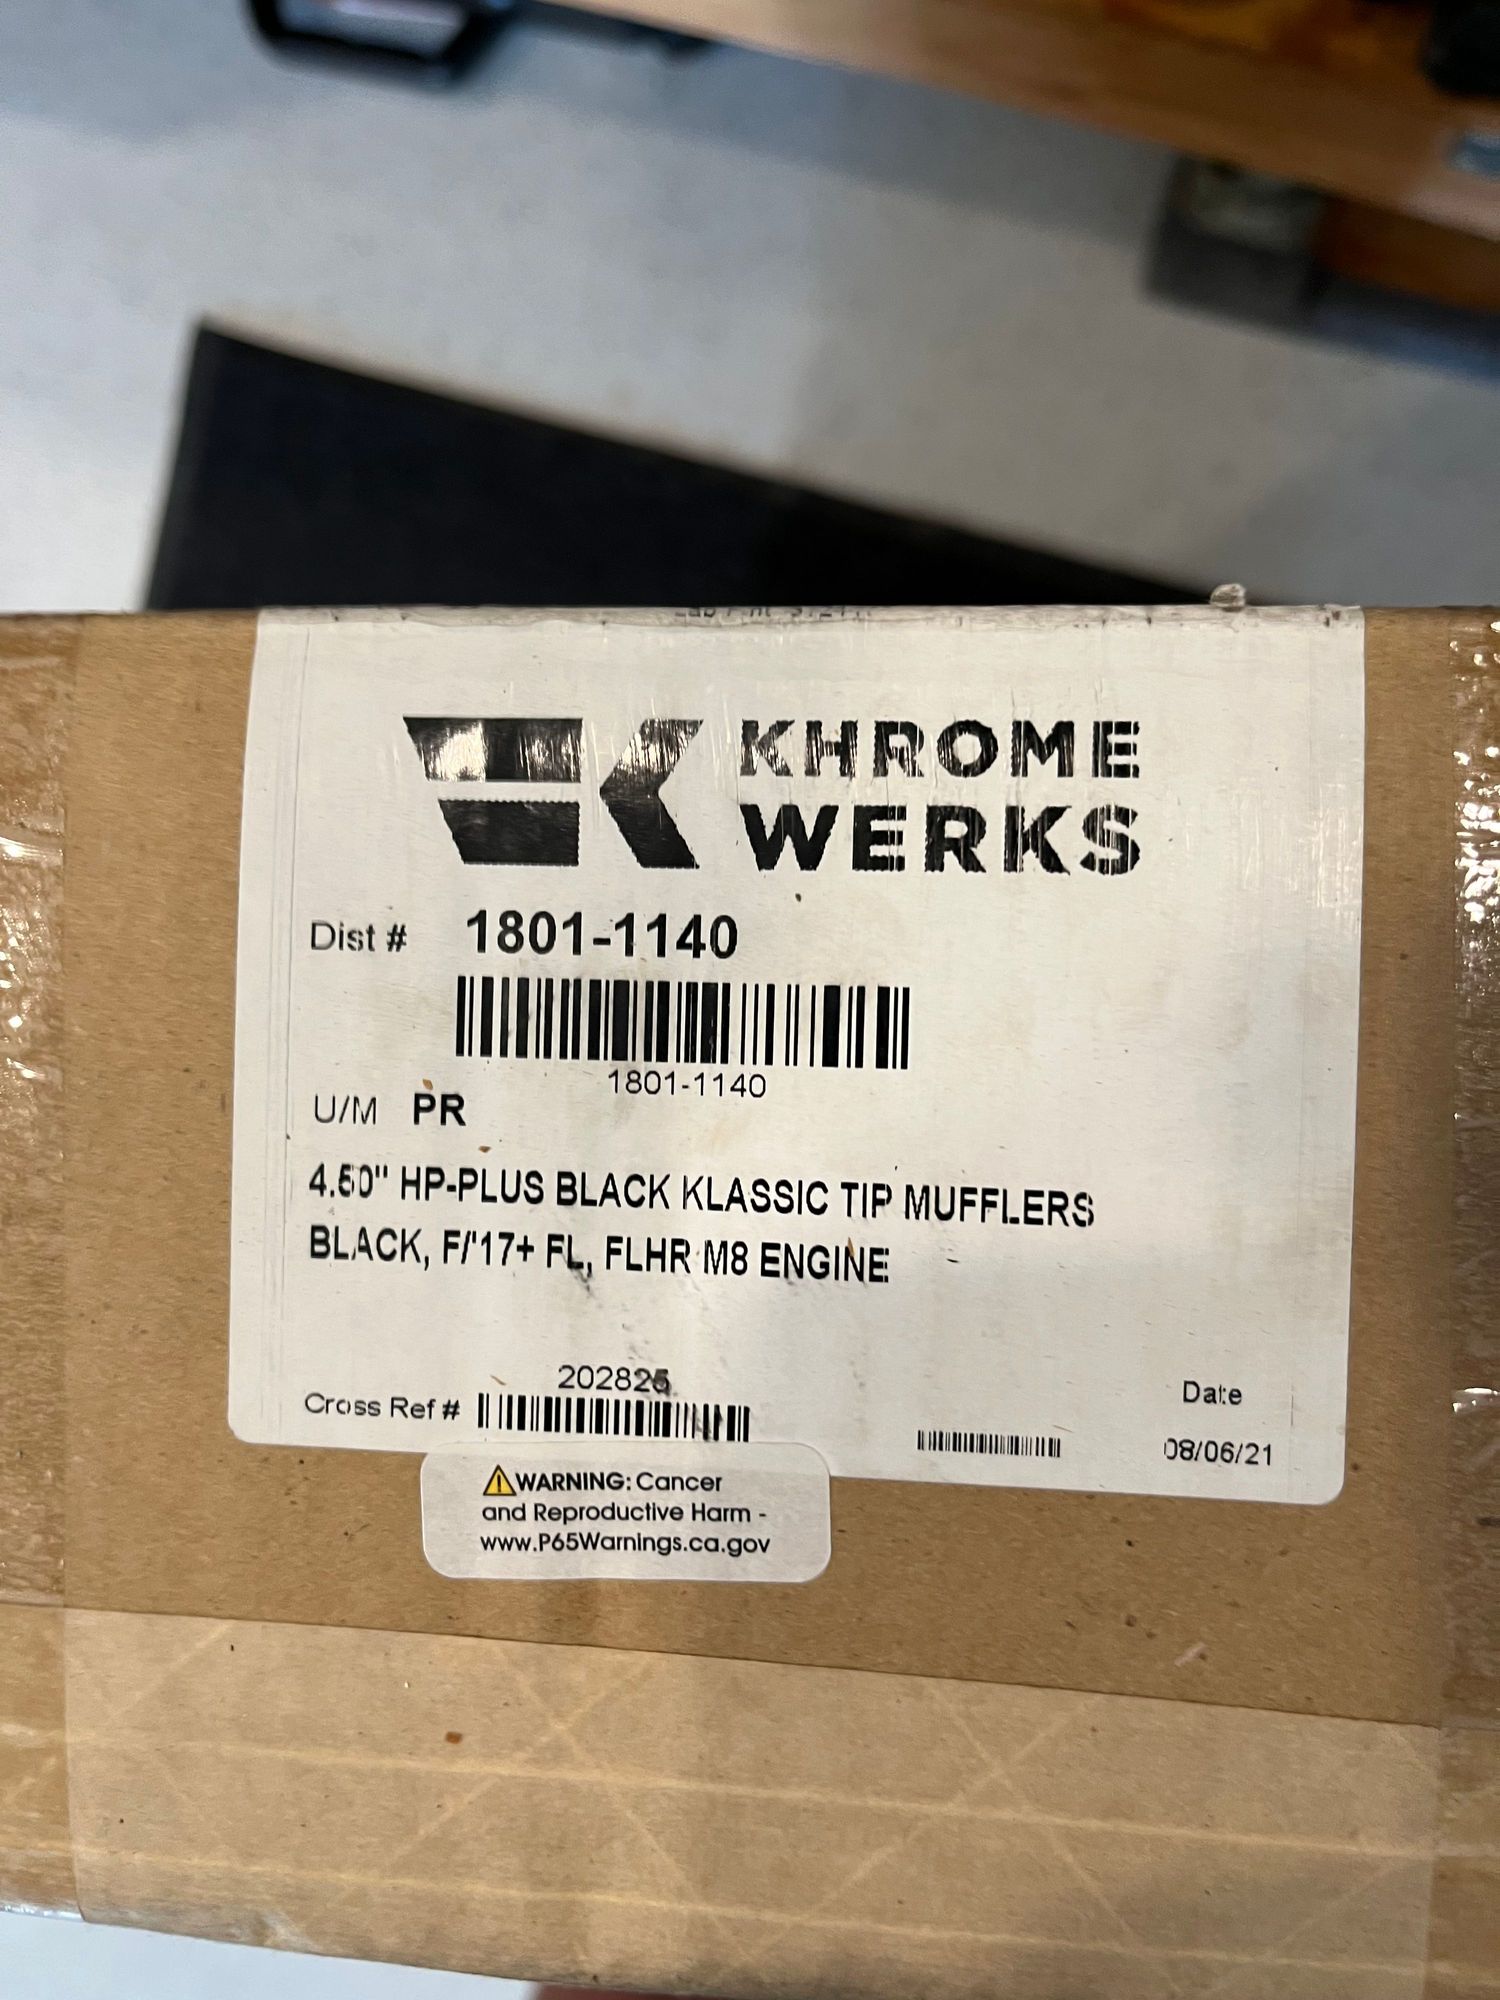 KHROME
WERKS
Dist # 1801-1140
1801-1140
U/M PR
4.50" HP-PLUS BLACK KLASSIC TIP MUFFLERS
BLACK, F/'17+ FL, FLHR M8 ENGINE
202825
Cross Ref #
Date
08/06/21
⚠WARNING: Cancer
and Reproductive Harm -
www.P65Warnings.ca.gov